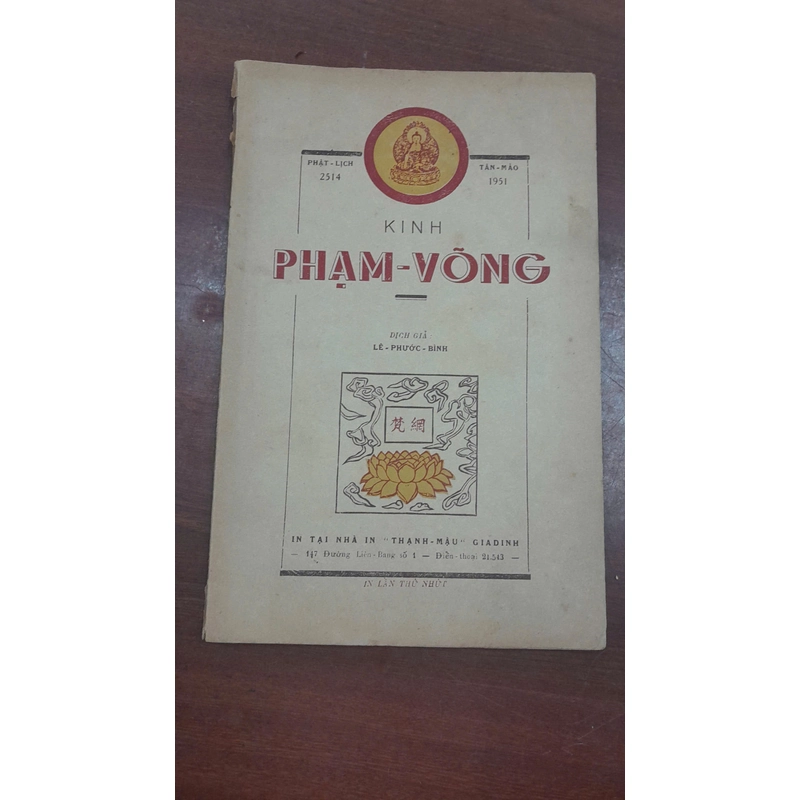 PHẬT-LỊCH
2514
TÂN-MÃO
1951
KINH
PHẠM-VÕNG
DỊCH GIẢ
LÊ-PHƯỚC-BÌNH
梵網
IN TẠI NHÀ IN "THẠNH-MẬU" GIADINH
— 147 Đường Liên-Bang số 1 — Điện-thoại 21.543 —
IN LẦN THỨ NHỨT